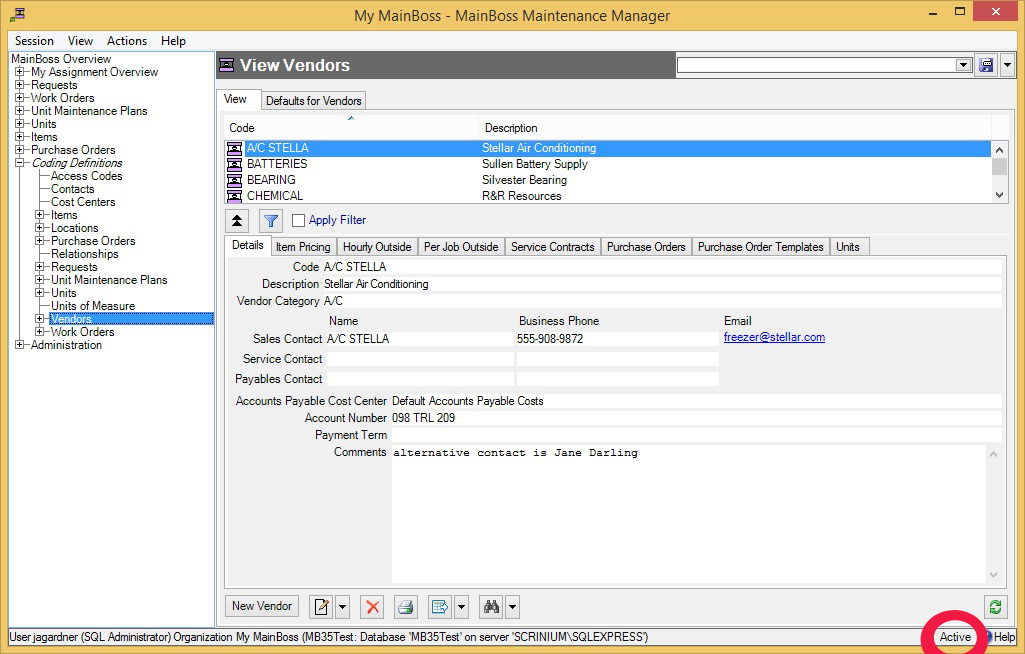 My MainBoss - MainBoss Maintenance Manager
Session View Actions Help
MainBoss Overview
My Assignment Overview
Requests
Work Orders
Unit Maintenance Plans
Units
Items
Purchase Orders
Coding Definitions
Access Codes
Contacts
Cost Centers
Items
Locations
Purchase Orders
Relationships
Requests
Unit Maintenance Plans
Units
Units of Measure
Vendors
Work Orders
Administration
View Vendors
View Defaults for Vendors
Code Description
A/C STELLA Stellar Air Conditioning
BATTERIES Sullen Battery Supply
BEARING Silvester Bearing
CHEMICAL R&R Resources
Apply Filter
Details Item Pricing Hourly Outside Per Job Outside Service Contracts Purchase Orders Purchase Order Templates Units
Code A/C STELLA
Description Stellar Air Conditioning
Vendor Category A/C
Name Business Phone Email
Sales Contact A/C STELLA 555-908-9872 freezer@stellar.com
Service Contact
Payables Contact
Accounts Payable Cost Center Default Accounts Payable Costs
Account Number 098 TRL 209
Payment Term
Comments alternative contact is Jane Darling
New Vendor
User jagardner (SQL Administrator) Organization My MainBoss (MB35Test: Database 'MB35Test' on server 'SCRINIUM\SQLEXPRESS') Active Help